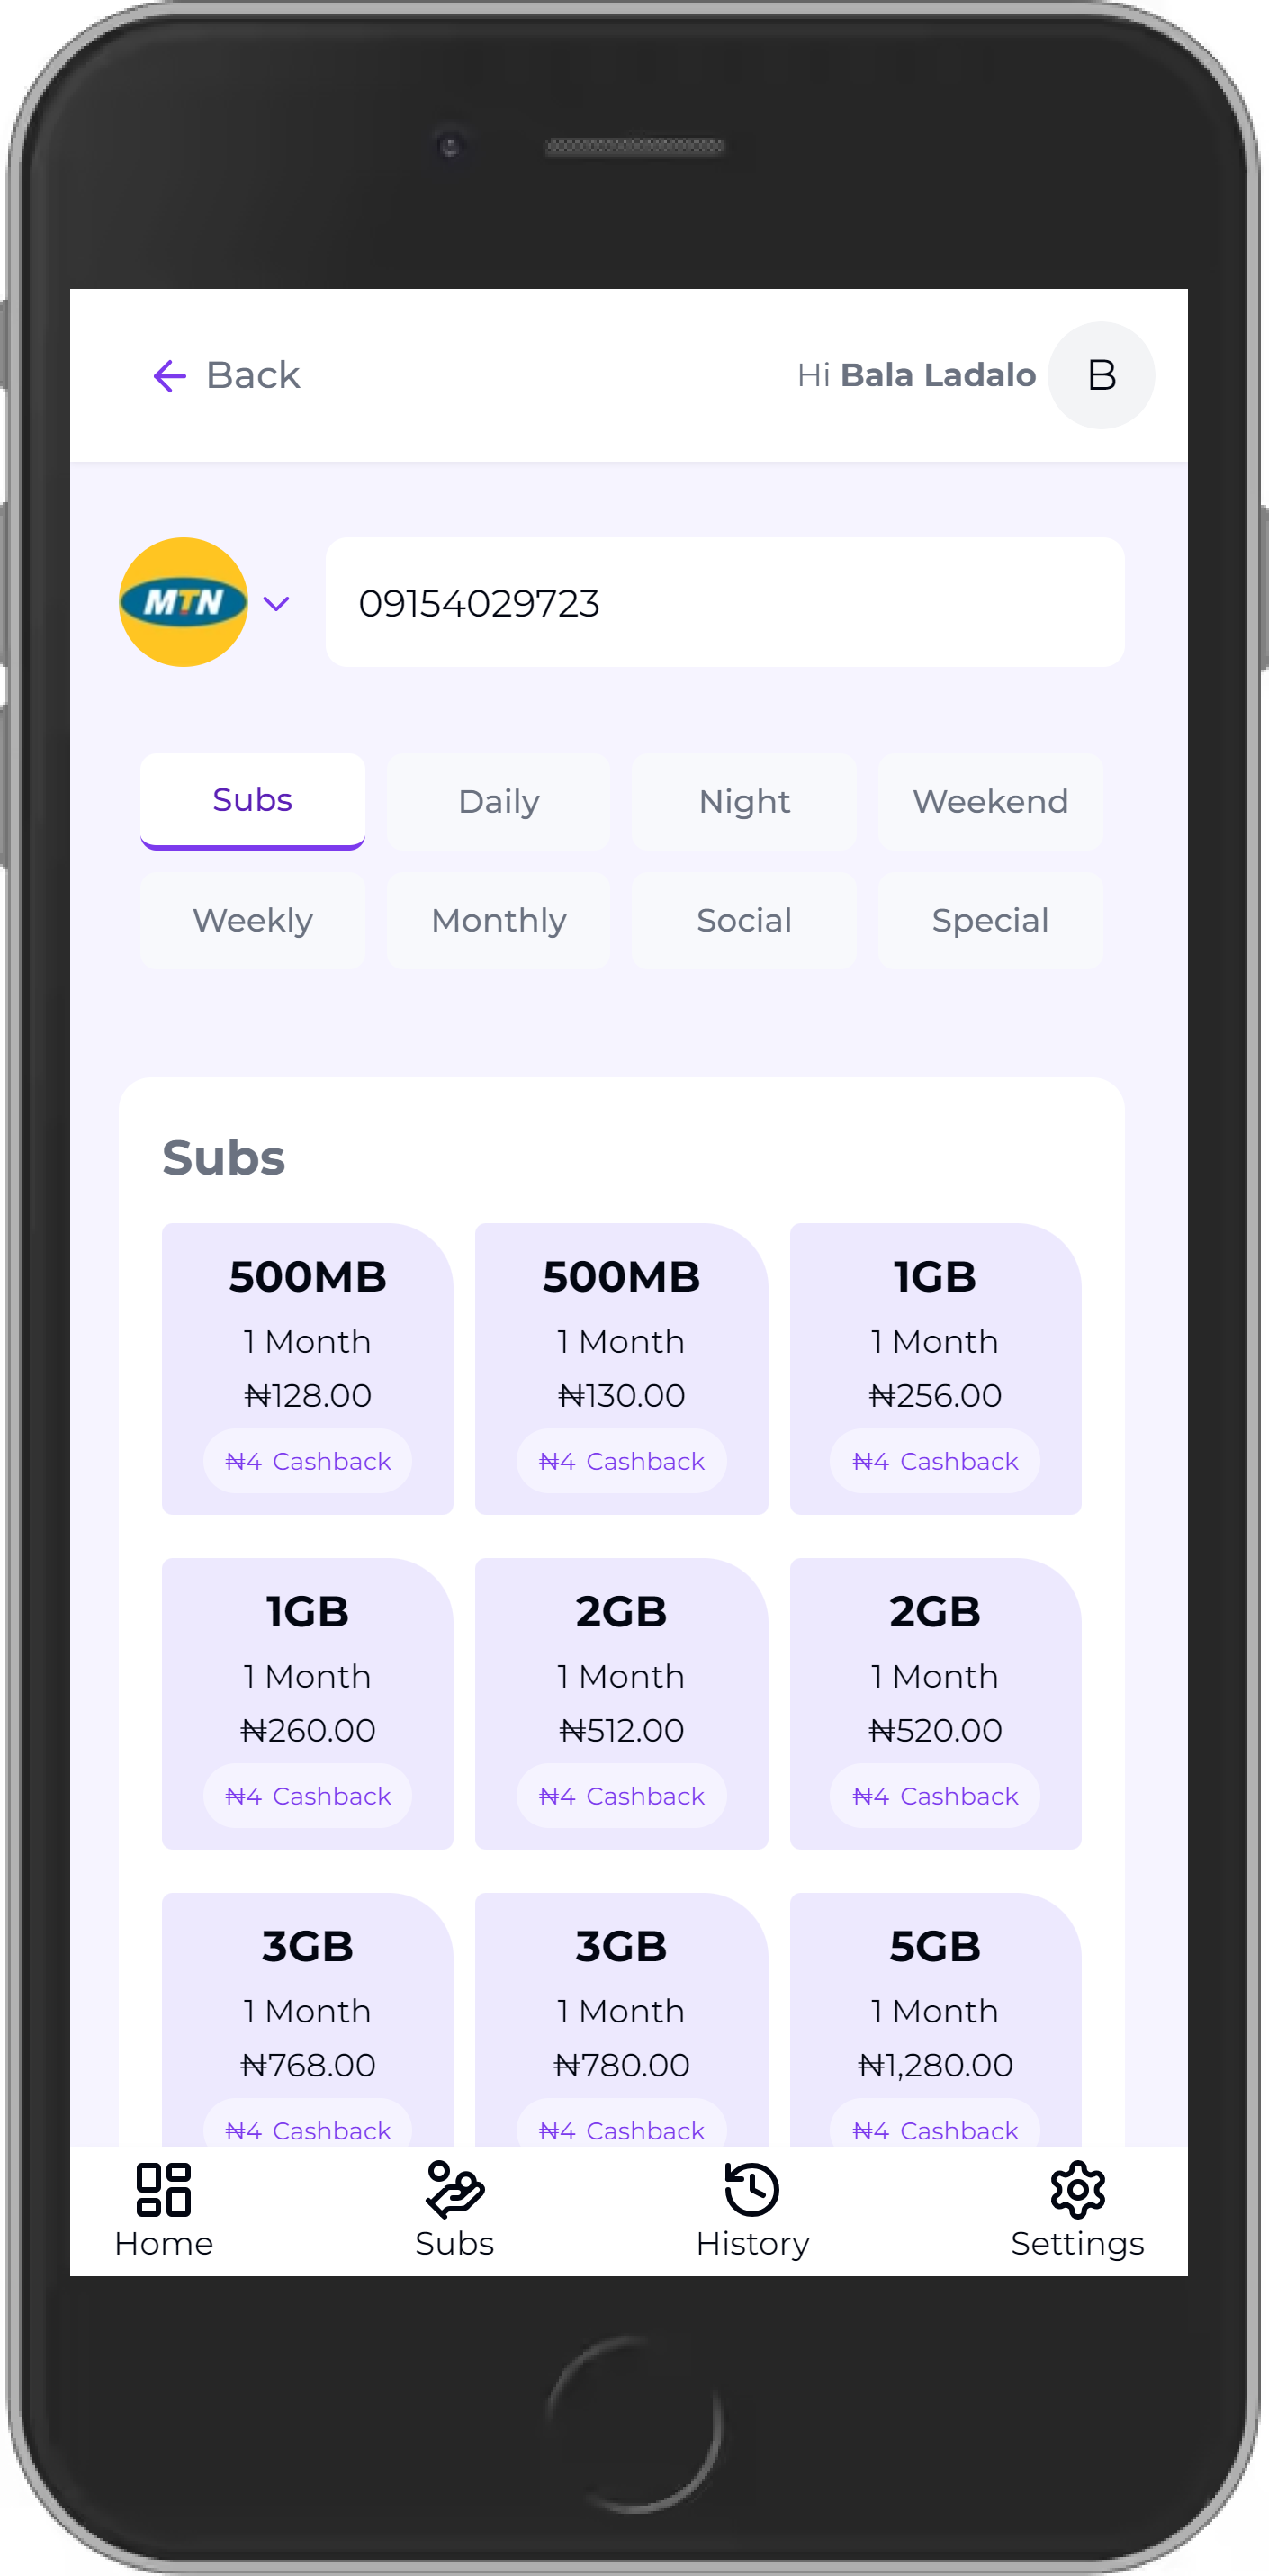 Back
Hi Bala Ladalo
B
MTN
09154029723
Subs Daily Night Weekend
Weekly Monthly Social Special
Subs
500MB 500MB 1GB
1 Month 1 Month 1 Month
₦128.00 ₦130.00 ₦256.00
₦4 Cashback ₦4 Cashback ₦4 Cashback
1GB 2GB 2GB
1 Month 1 Month 1 Month
₦260.00 ₦512.00 ₦520.00
₦4 Cashback ₦4 Cashback ₦4 Cashback
3GB 3GB 5GB
1 Month 1 Month 1 Month
₦768.00 ₦780.00 ₦1,280.00
₦4 Cashback ₦4 Cashback ₦4 Cashback
Home Subs History Settings